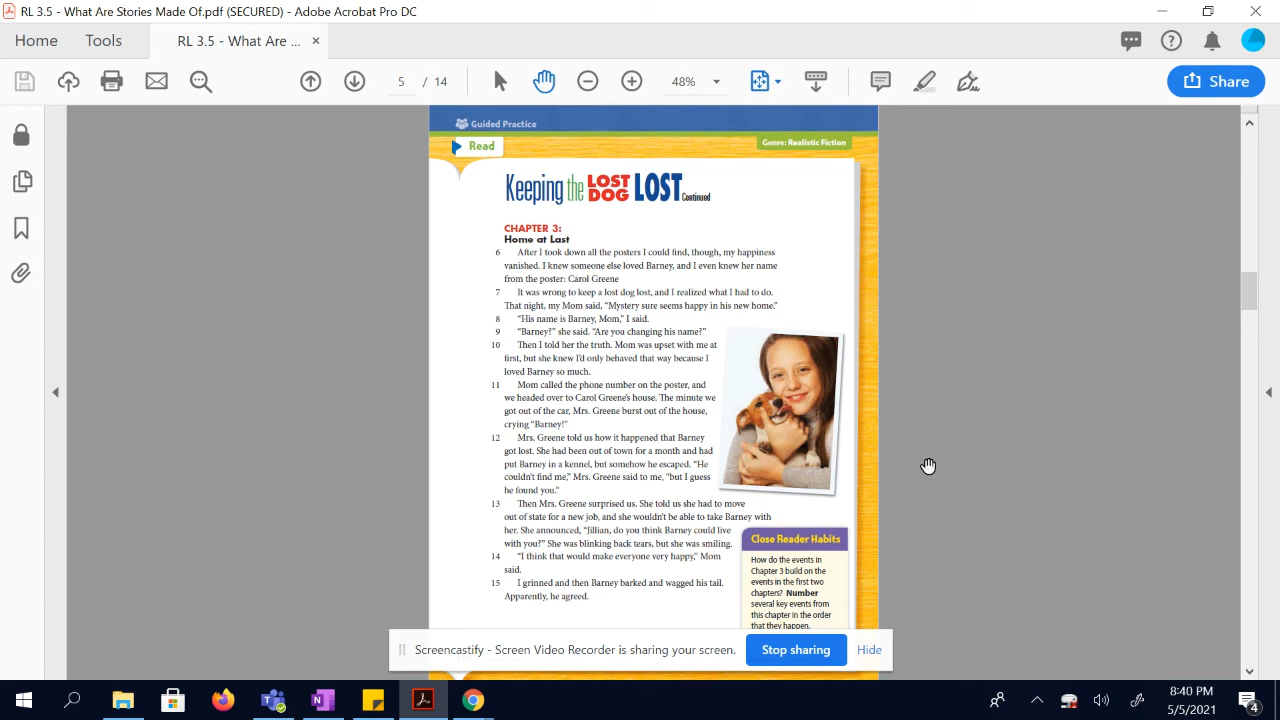 RL 3.5 - What Are Stories Made Of.pdf (SECURED) - Adobe Acrobat Pro DC
Home Tools RL 3.5 - What Are ... ×
5 / 14 48% Share
Guided Practice
Read Genre: Realistic Fiction
Keeping the LOST DOG LOST Continued
CHAPTER 3:
Home at Last
6 After I took down all the posters I could find, though, my happiness
vanished. I knew someone else loved Barney, and I even knew her name
from the poster: Carol Greene
7 It was wrong to keep a lost dog lost, and I realized what I had to do.
That night, my Mom said, “Mystery sure seems happy in his new home.”
8 “His name is Barney, Mom,” I said.
9 “Barney?” she said. “Are you changing his name?”
10 Then I told her the truth. Mom was upset with me at
first, but she knew I’d only behaved that way because I
loved Barney so much.
11 Mom called the phone number on the poster, and
we headed over to Carol Greene’s house. The minute we
got out of the car, Mrs. Greene burst out of the house,
crying “Barney!”
12 Mrs. Greene told us how it happened that Barney
got lost. She had been out of town for a month and had
put Barney in a kennel, but somehow he escaped. “He
couldn’t find me,” Mrs. Greene said to me, “but I guess
he found you.”
13 Then Mrs. Greene surprised us. She told us she had to move
out of state for a new job, and she wouldn’t be able to take Barney with
her. She announced, “Jillian, do you think Barney could live
with you?” She was blinking back tears, but she was smiling.
14 “I think that would make everyone very happy,” Mom
said.
15 I grinned and then Barney barked and wagged his tail.
Apparently, he agreed.
Close Reader Habits
How do the events in
Chapter 3 build on the
events in the first two
chapters? Number
several key events from
this chapter in the order
that they happen.
Screencastify - Screen Video Recorder is sharing your screen. Stop sharing Hide
8:40 PM
5/5/2021
4